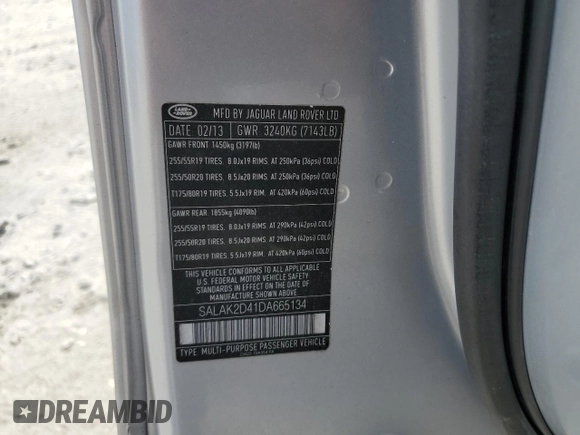 LAND ROVER
MFD BY JAGUAR LAND ROVER LTD
DATE 02/13 GWR 3240KG (7143LB)
GAWR FRONT 1450kg (3197lb)
255/55R19 TIRES. 8.0Jx19 RIMS. AT 250kPa (36psi) COLD
255/50R20 TIRES. 8.5Jx20 RIMS. AT 250kPa (36psi) COLD
T175/80R19 TIRES. 5.5Jx19 RIM. AT 420kPa (60psi) COLD
GAWR REAR 1855kg (4090lb)
255/55R19 TIRES. 8.0Jx19 RIMS. AT 290kPa (42psi) COLD
255/50R20 TIRES. 8.5Jx20 RIMS. AT 290kPa (42psi) COLD
T175/80R19 TIRES. 5.5Jx19 RIM. AT 420kPa (60psi) COLD
THIS VEHICLE CONFORMS TO ALL APPLICABLE
U.S. FEDERAL MOTOR VEHICLE SAFETY
STANDARDS IN EFFECT ON THE DATE OF
MANUFACTURE SHOWN ABOVE.
SALAK2D41DA665134
TYPE: MULTI-PURPOSE PASSENGER VEHICLE
DREAMBID